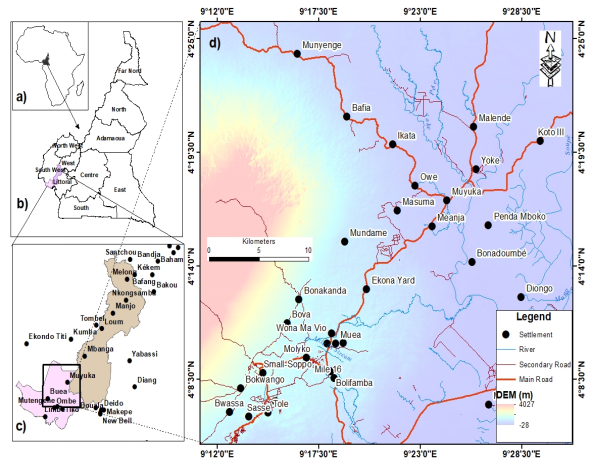 9°12'0"E
9°17'30"E
9°23'0"E
9°28'30"E
4°25'0"N
4°19'30"N
4°14'0"N
4°8'30"N
a)
b)
Far Nord
North
Adamaoua
North West
West
South West
Littoral
Centre
East
South
c)
Santchou
Bandja
Baham
Kékem
Melong
Bafang
Bakou
Nkongsamba
Manjo
Tombel
Loum
Kumba
Ekondo Titi
Mbanga
Yabassi
Muyuka
Diang
Buea
Mutengene
Ombe
Douala
Deido
Makepe
New Bell
d)
N
Munyenge
Bafia
Malende
Koto III
Ikata
Yoke
Owe
Muyuka
Masuma
Meanja
Penda Mboko
Mundame
Bonadoumbé
Kilometers
0 5 10
Ekona Yard
Diongo
Bonakanda
Bova
Wona Ma Vio
Muea
Molyko
Small-Soppo
Mile 16
Bokwango
Bolifamba
Bwassa
Sasse
Tole
Legend
Settlement
River
Secondary Road
Main Road
DEM (m)
4027
-28